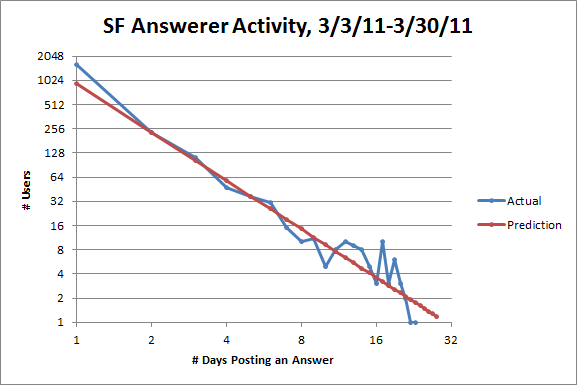 SF Answerer Activity, 3/3/11-3/30/11
2048
1024
512
256
128
64
32
16
8
4
2
1
# Users
1 2 4 8 16 32
# Days Posting an Answer
Actual
Prediction